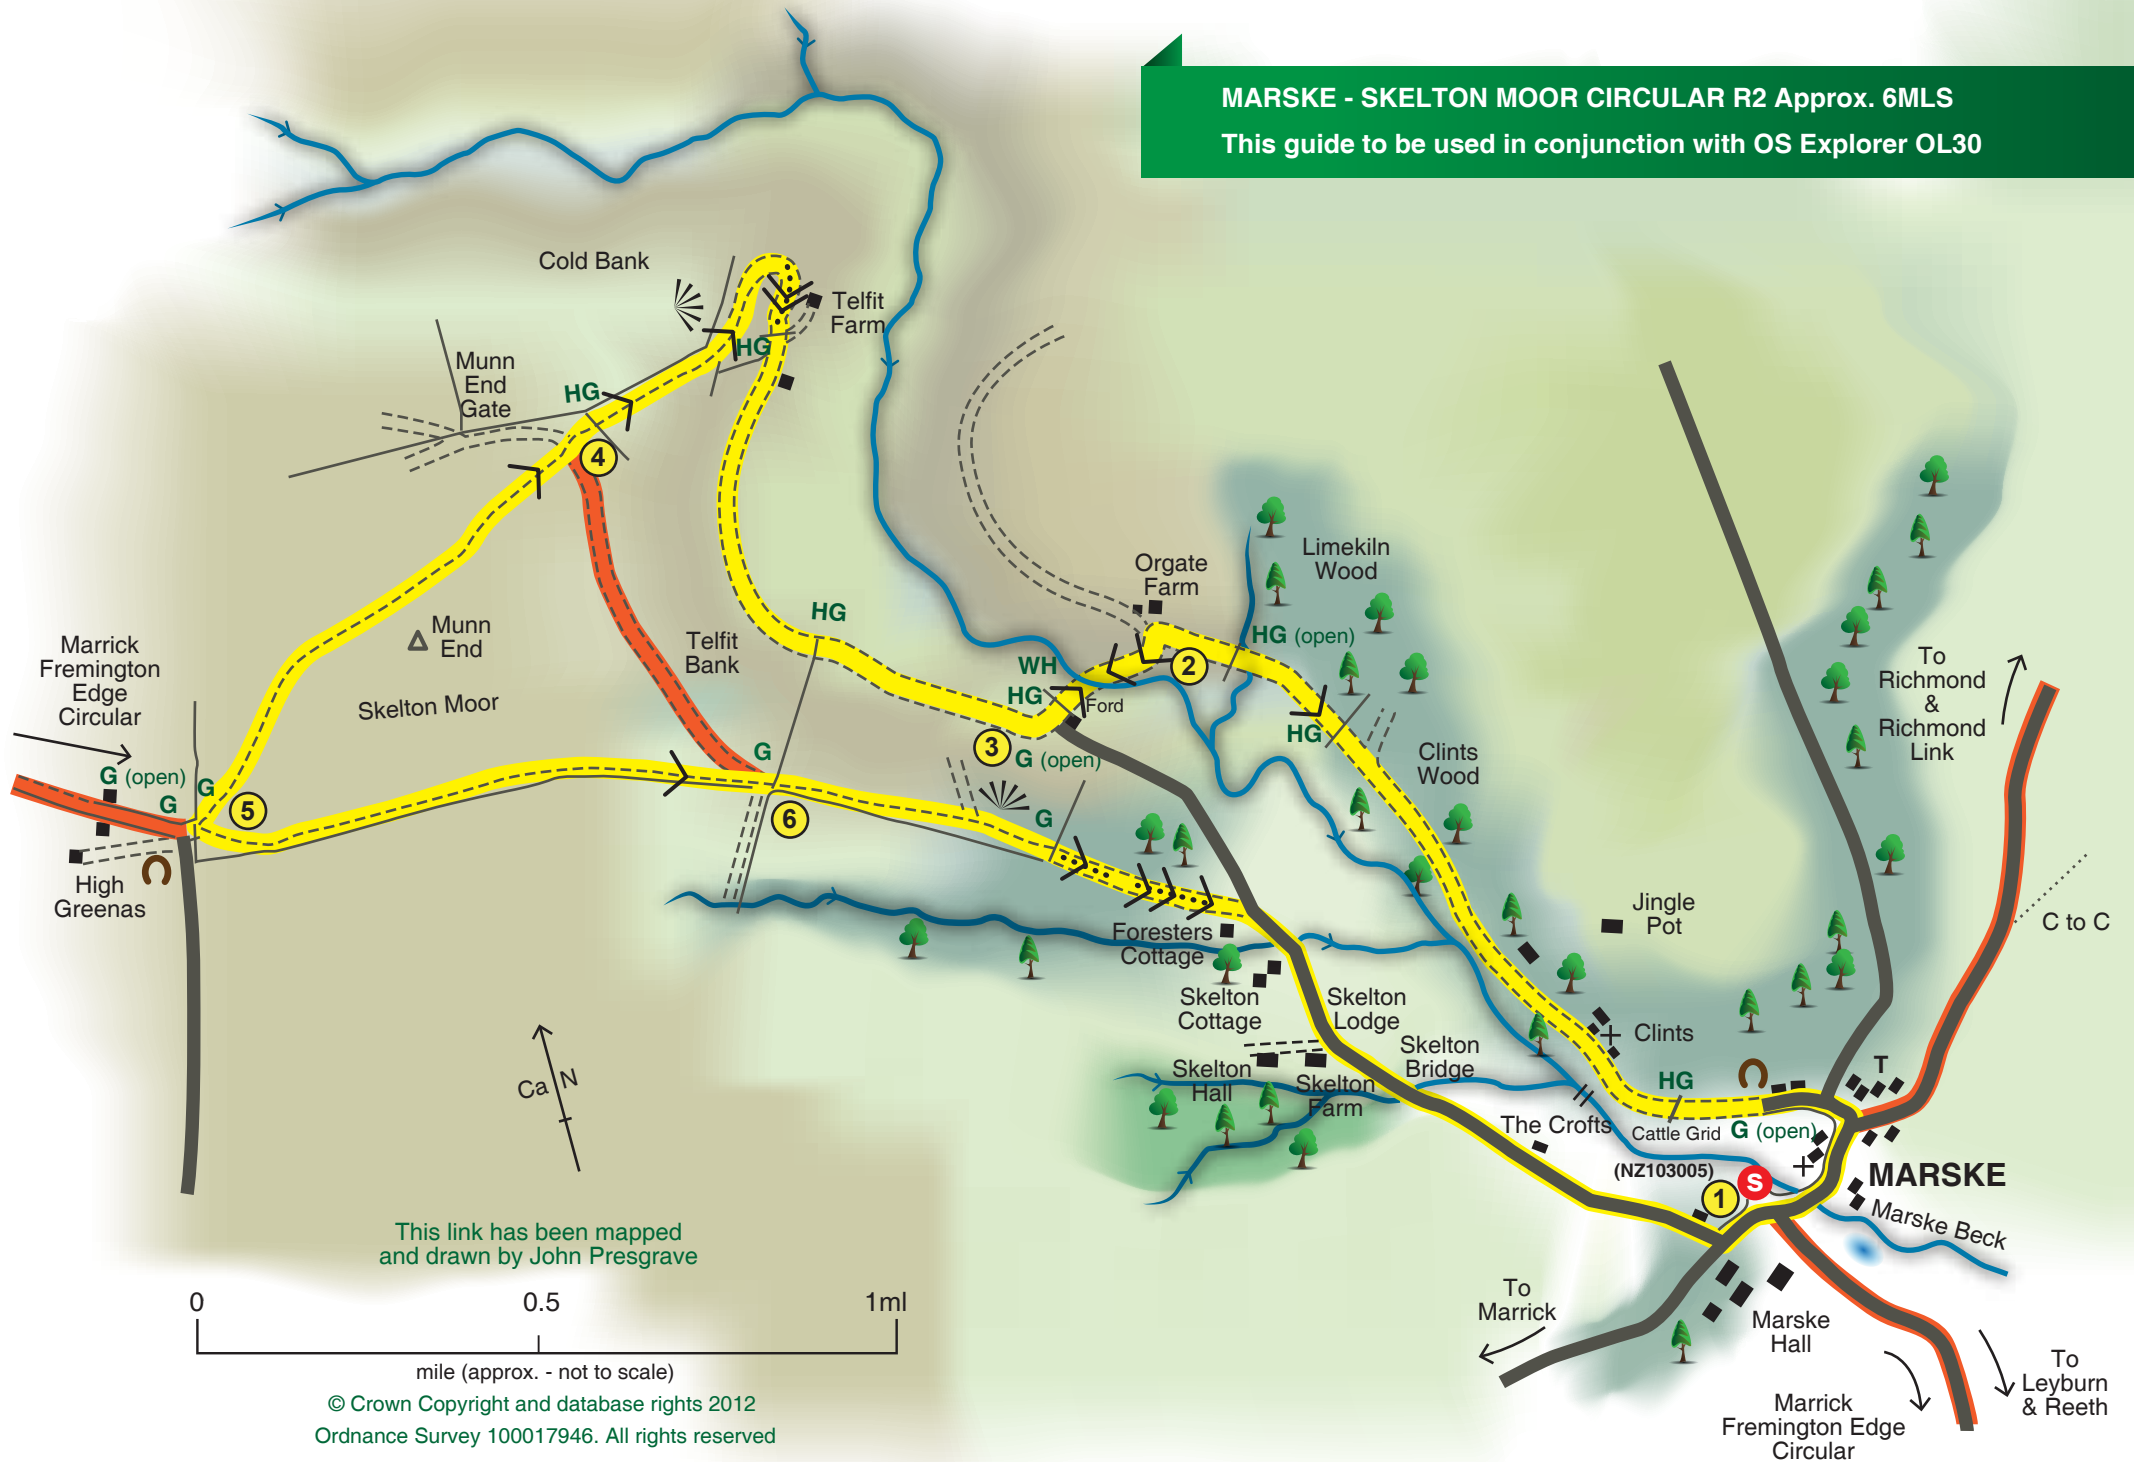 MARSKE - SKELTON MOOR CIRCULAR R2 Approx. 6MLS
This guide to be used in conjunction with OS Explorer OL30
Cold Bank
Telfit
Farm
HG
Munn
End
Gate
HG
4
Limekiln
Wood
Orgate
Farm
HG
HG (open)
Munn
End
Telfit
Bank
WH
2
HG
Ford
Marrick
Fremington
Edge
Circular
Skelton Moor
To
Richmond
&
Richmond
Link
HG
3
G (open)
G
Clints
Wood
G (open)
G
G
5
6
G
High
Greenas
Jingle
Pot
C to C
Foresters
Cottage
Skelton
Cottage
Skelton
Lodge
Clints
Skelton
Bridge
Skelton
Hall
Skelton
Farm
HG
T
Ca N
The Crofts
Cattle Grid
G (open)
(NZ103005)
S
1
MARSKE
Marske Beck
This link has been mapped
and drawn by John Presgrave
0 0.5 1ml
mile (approx. - not to scale)
© Crown Copyright and database rights 2012
Ordnance Survey 100017946. All rights reserved
To
Marrick
Marske
Hall
To
Leyburn
& Reeth
Marrick
Fremington Edge
Circular